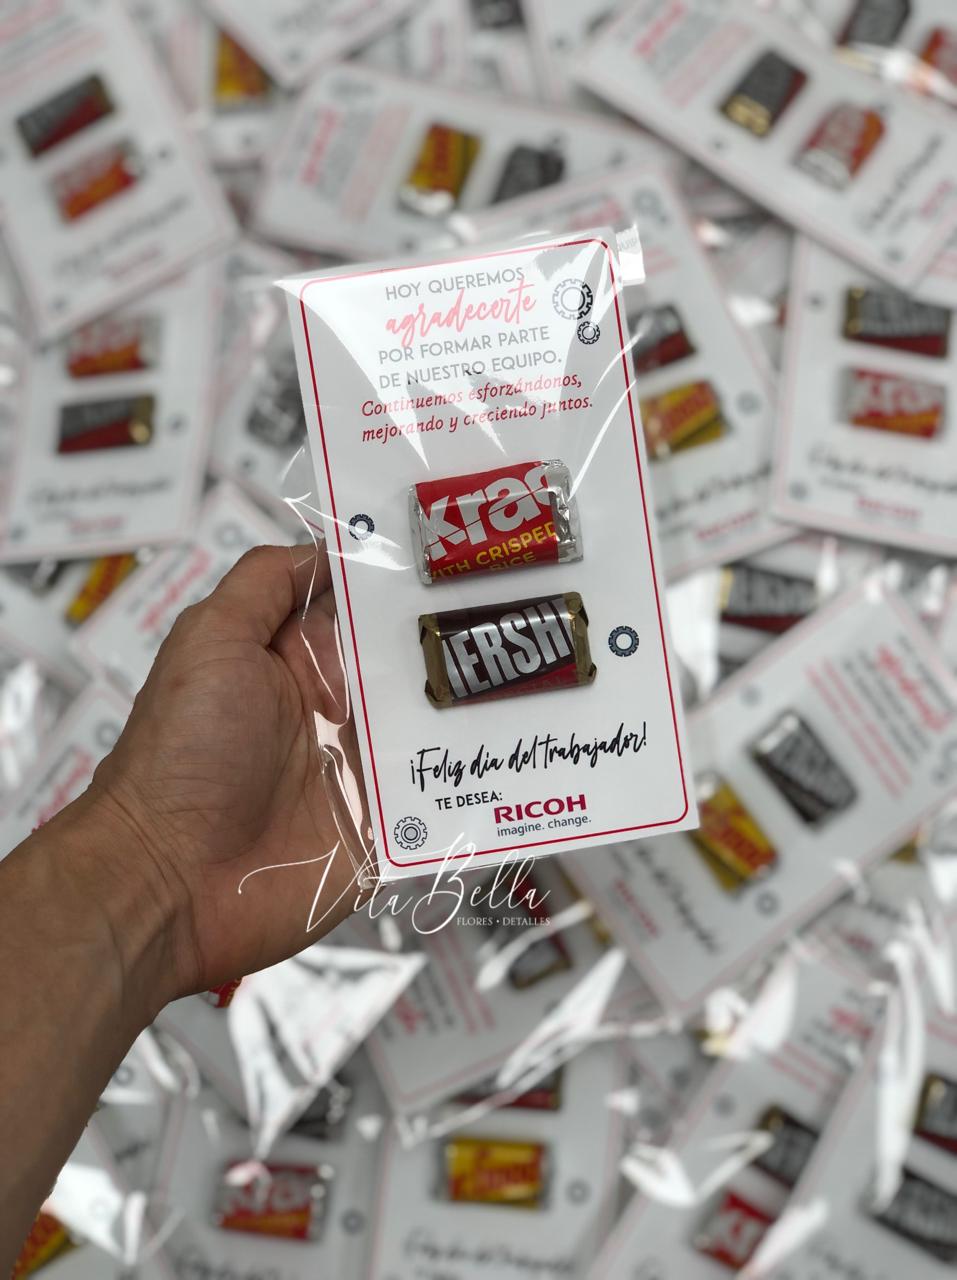 HOY QUEREMOS
agradecerte
POR FORMAR PARTE
DE NUESTRO EQUIPO.
Continuemos esforzándonos,
mejorando y creciendo juntos.
krac
WITH CRISPED
RICE
HERSHE
¡Feliz día del trabajador!
TE DESEA:
RICOH
imagine. change.
Vita Bella
FLORES • DETALLES